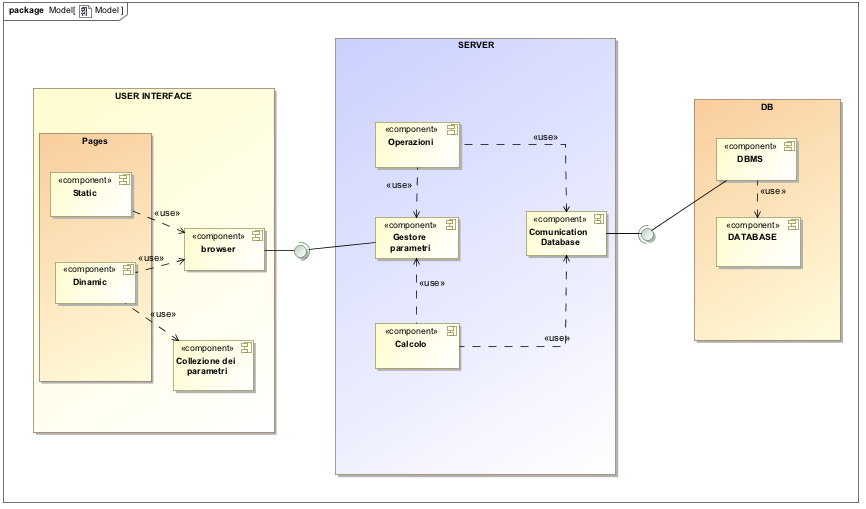 package Model[ Model ]
USER INTERFACE
Pages
«component»
Static
«use»
«component»
browser
«component»
Dinamic
«use»
«use»
«component»
Collezione dei
parametri
SERVER
«component»
Operazioni
«use»
«use»
«component»
Gestore
parametri
«component»
Comunication
Database
«use»
«component»
Calcolo
«use»
DB
«component»
DBMS
«use»
«component»
DATABASE